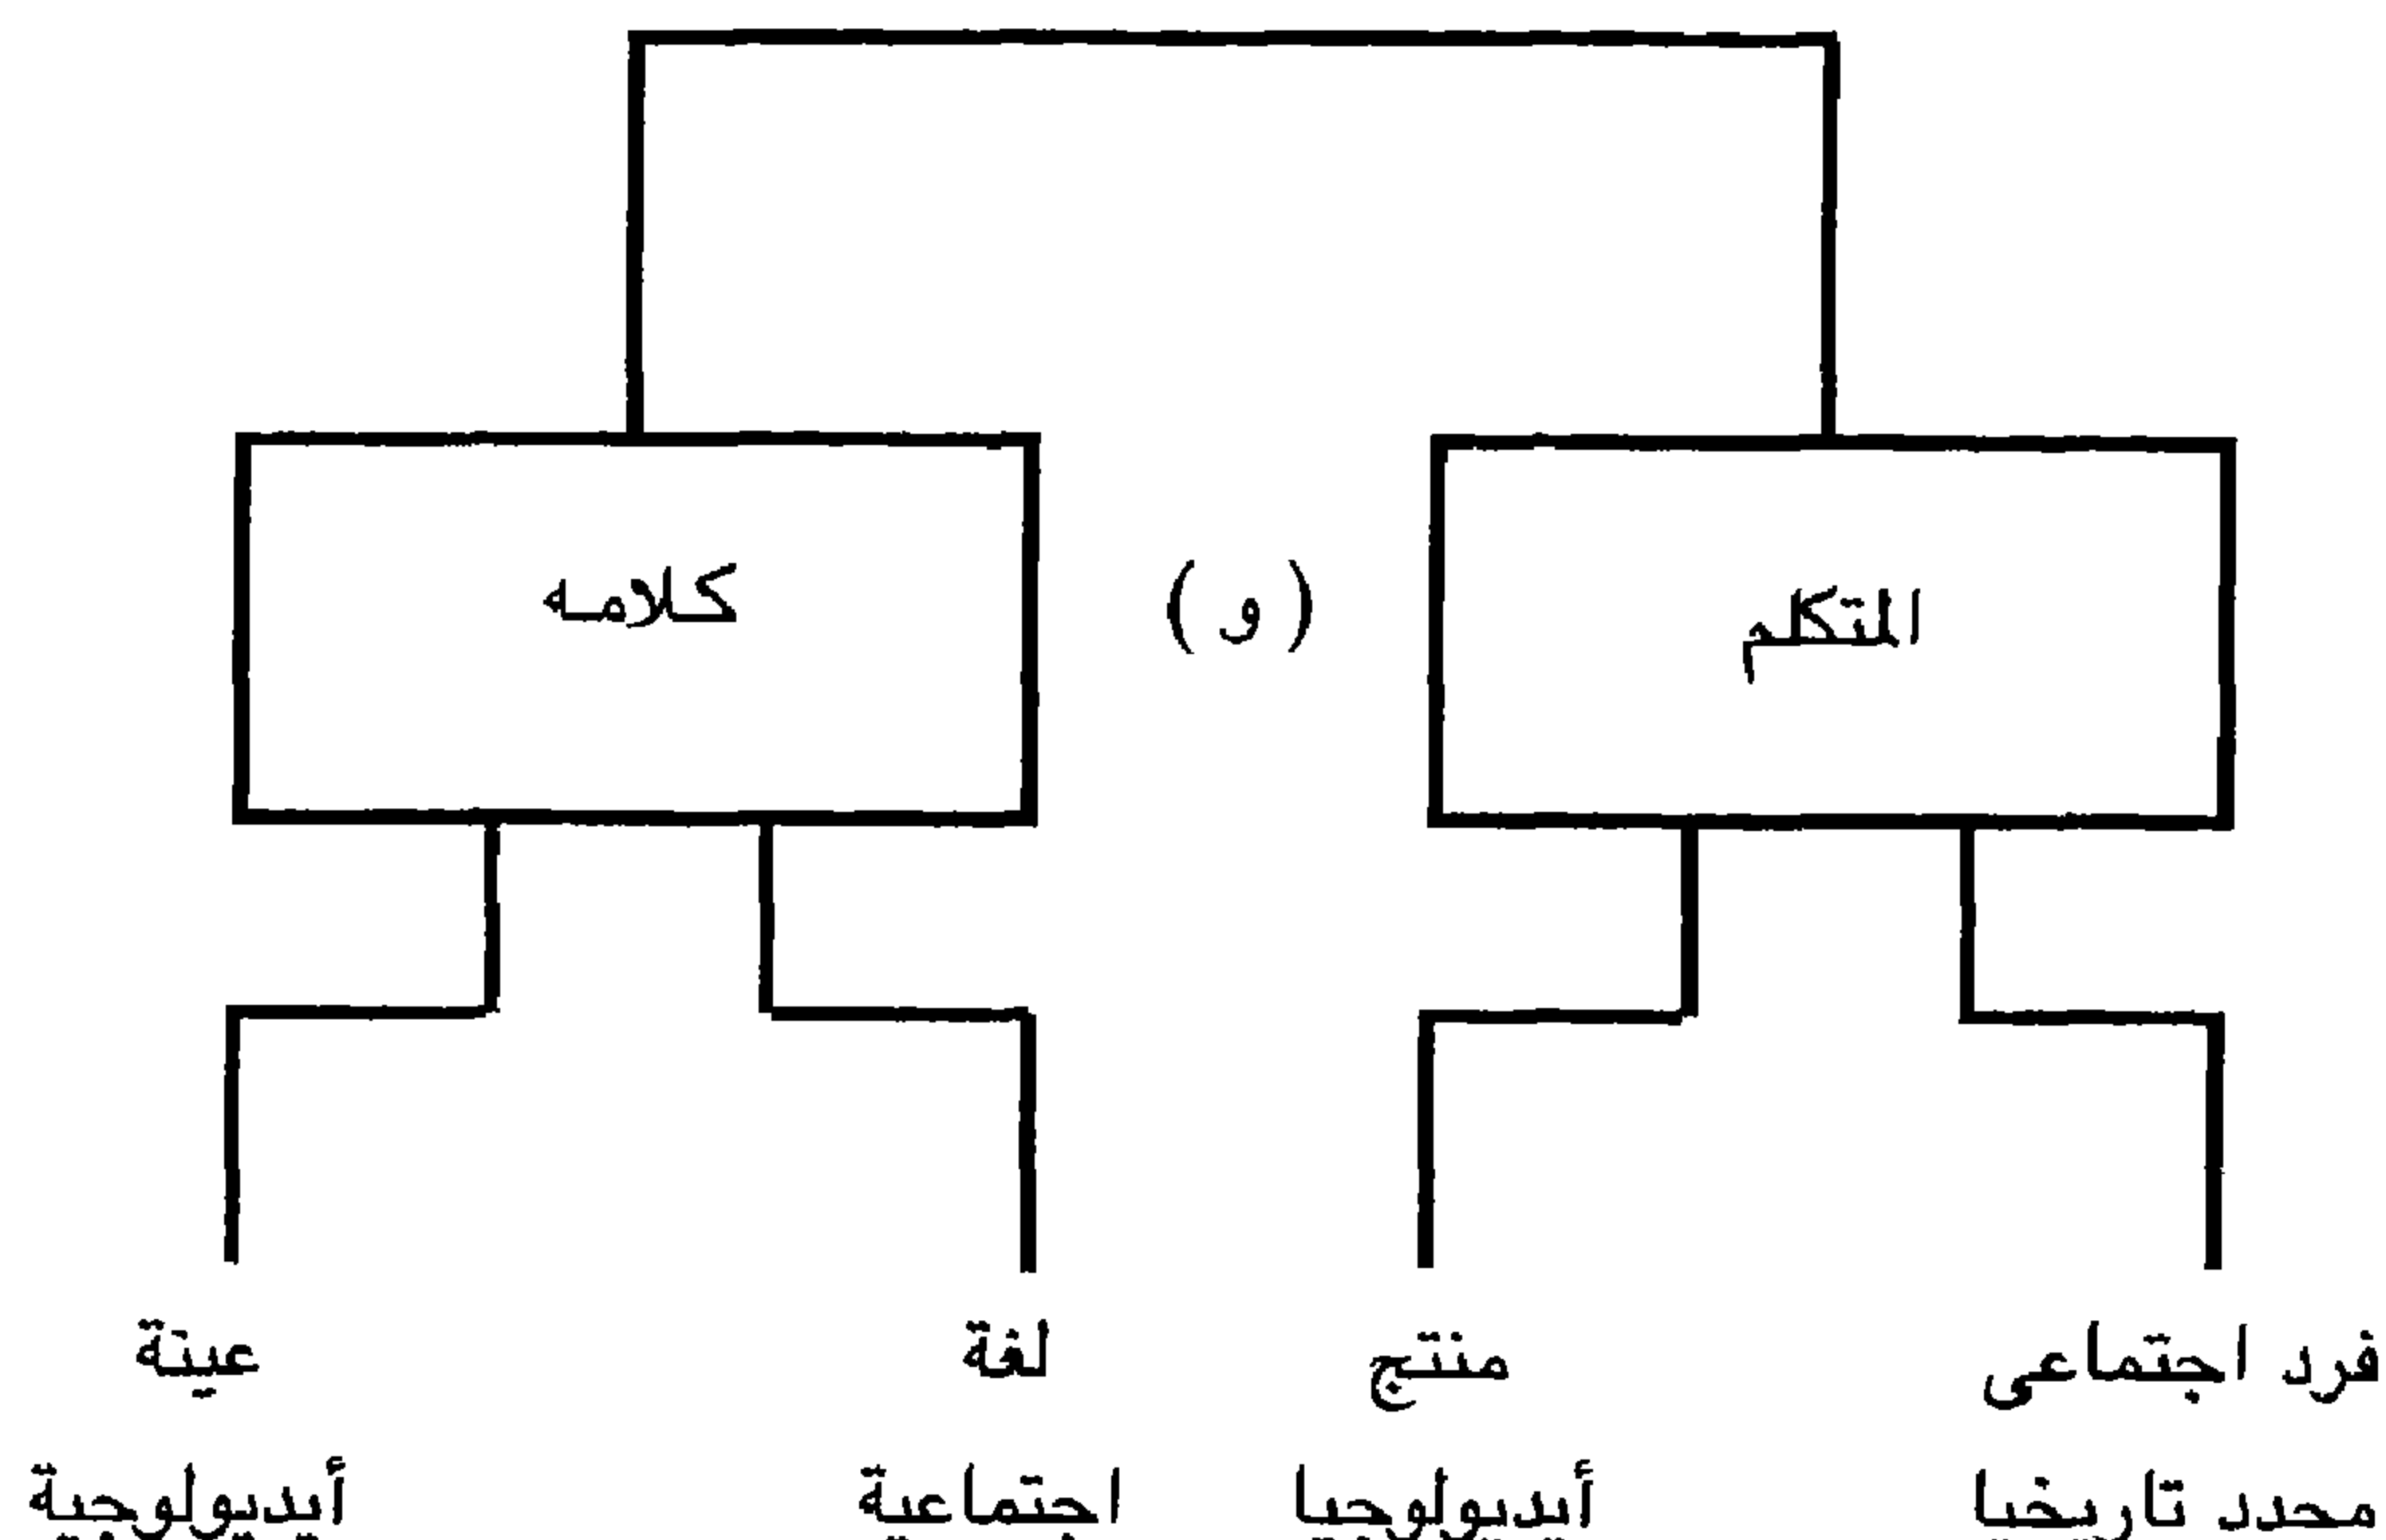 المتكلم
( و )
كلامه
فرد اجتماعى
محدد تاريخيا
منتج
أيديولوجيا
لغة
اجتماعية
عينة
أيديولوجية